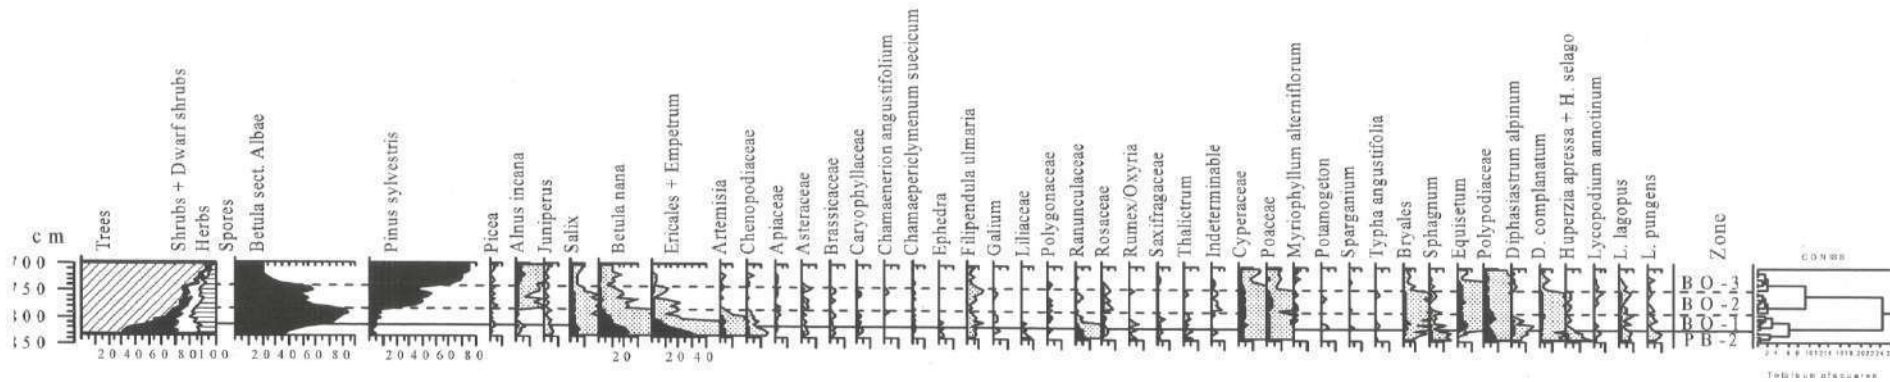 cm
Trees
Shrubs + Dwarf shrubs
Herbs
Spores
Betula sect. Albae
Pinus sylvestris
Picea
Alnus incana
Juniperus
Salix
Betula nana
Ericales + Empetrum
Artemisia
Chenopodiaceae
Apiaceae
Asteraceae
Brassicaceae
Caryophyllaceae
Chamaenerion angustifolium
Chamaepericlymenum suecicum
Ephedra
Filipendula ulmaria
Galium
Liliaceae
Polygonaceae
Ranunculaceae
Rosaceae
Rumex/Oxyria
Saxifragaceae
Thalictrum
Indeterminable
Cyperaceae
Poaceae
Myriophyllum alterniflorum
Potamogeton
Sparganium
Typha angustifolia
Bryales
Sphagnum
Equisetum
Polypodiaceae
Diphasiastrum alpinum
D. complanatum
Huperzia apressa + H. selago
Lycopodium annotinum
L. lagopus
L. pungens
Zone
CONISS
700
750
BO-3
BO-2
BO-1
PB-2
20 40 60 80 100
20 40 60 80
20 40 60 80
20
20 40